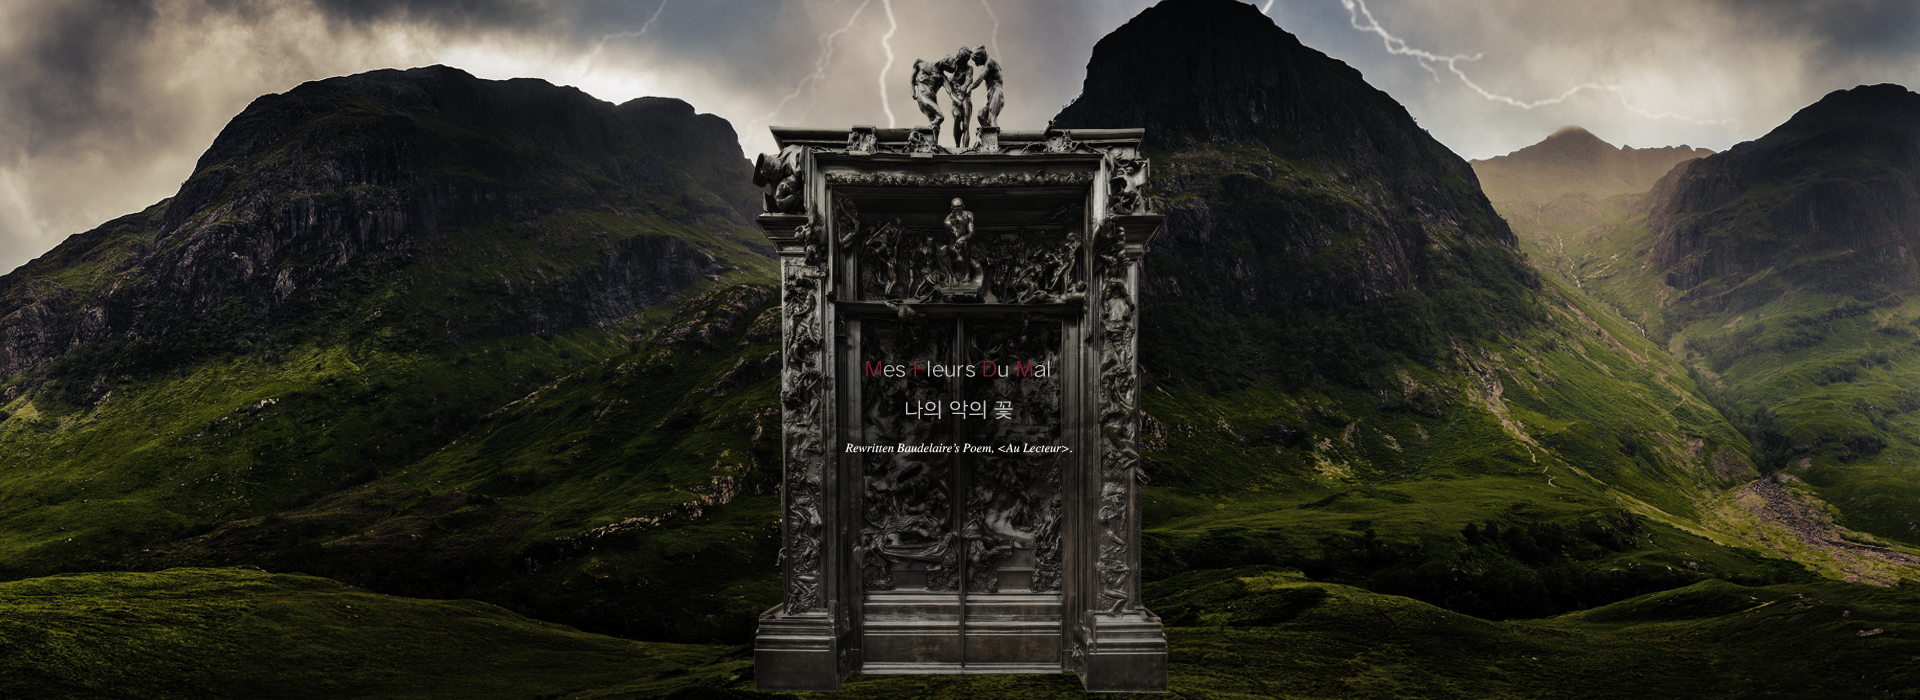 Mes Fleurs Du Mal
나의 악의 꽃
Rewritten Baudelaire's Poem, <Au Lecteur>.